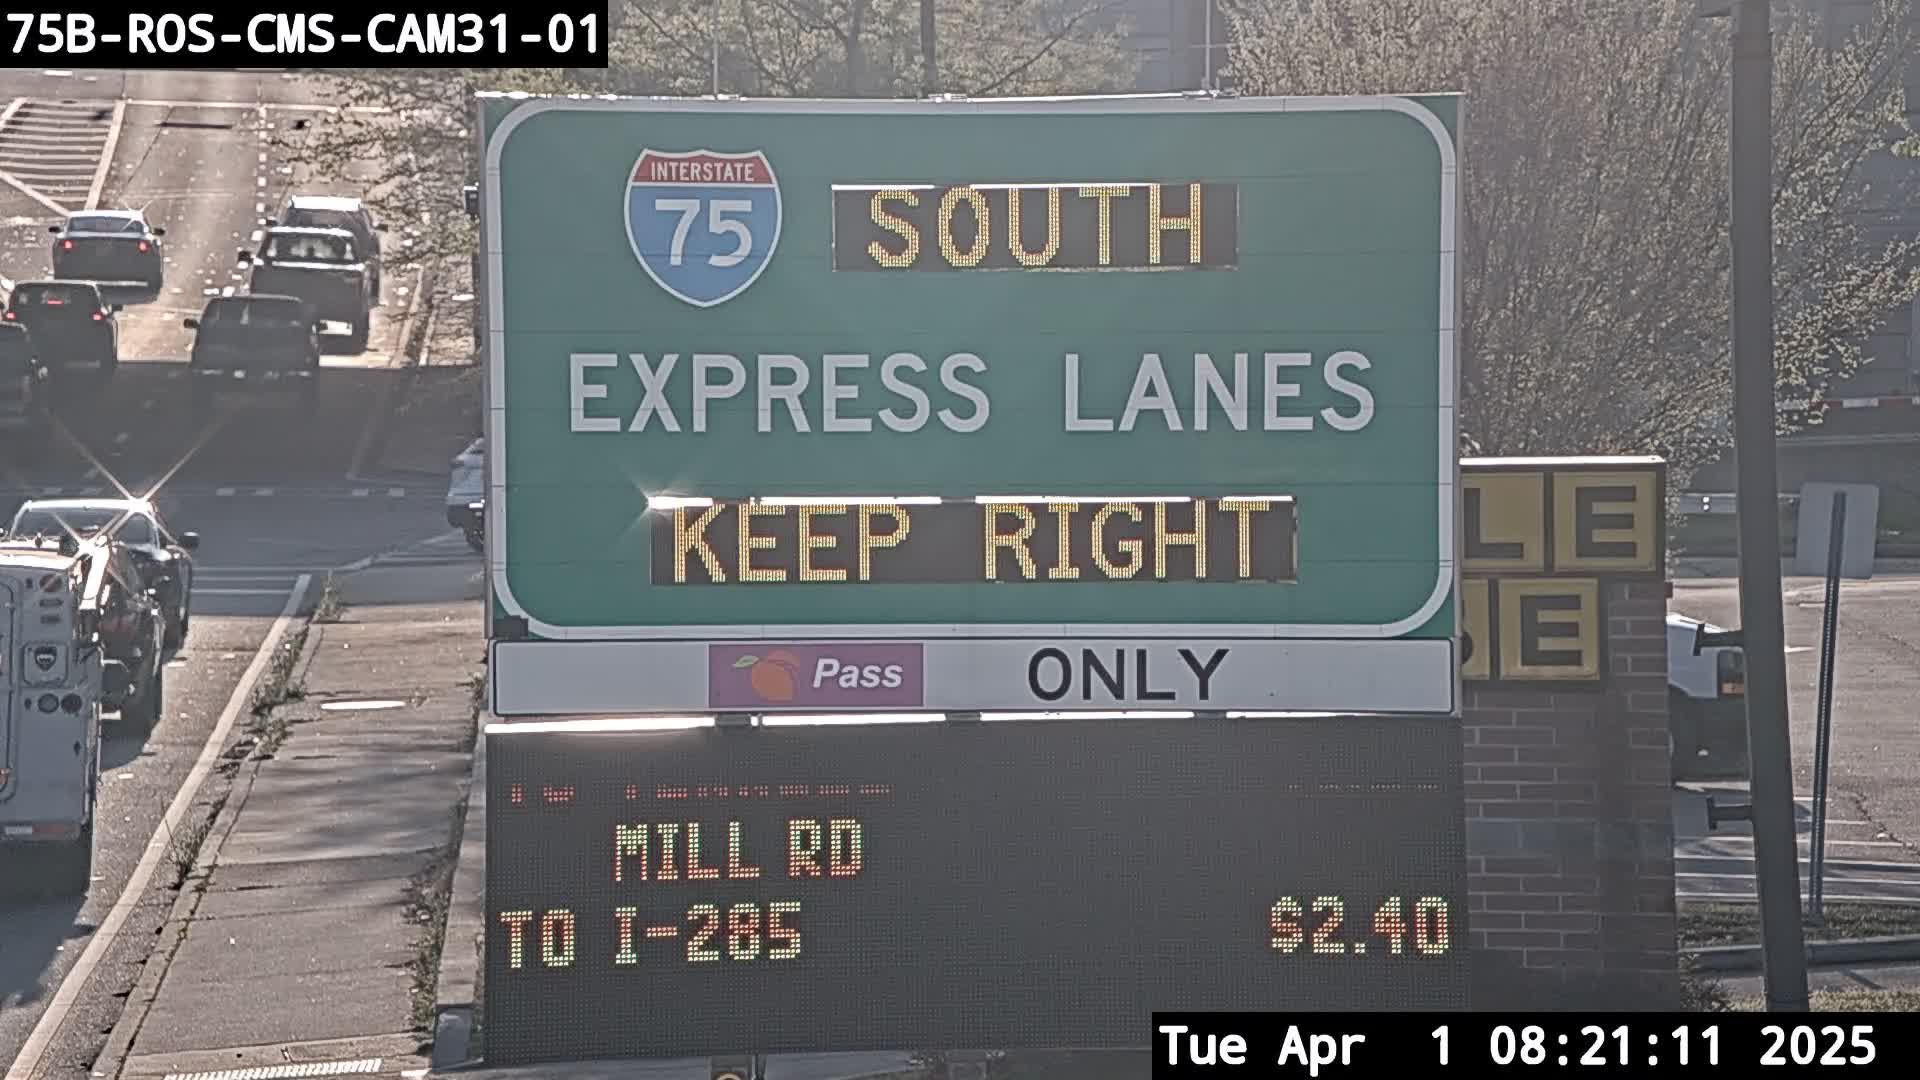 75B-ROS-CMS-CAM31-01
INTERSTATE
75
SOUTH
EXPRESS LANES
KEEP RIGHT
LE
E
Pass ONLY
MILL RD
TO I-285 $2.40
Tue Apr 1 08:21:11 2025